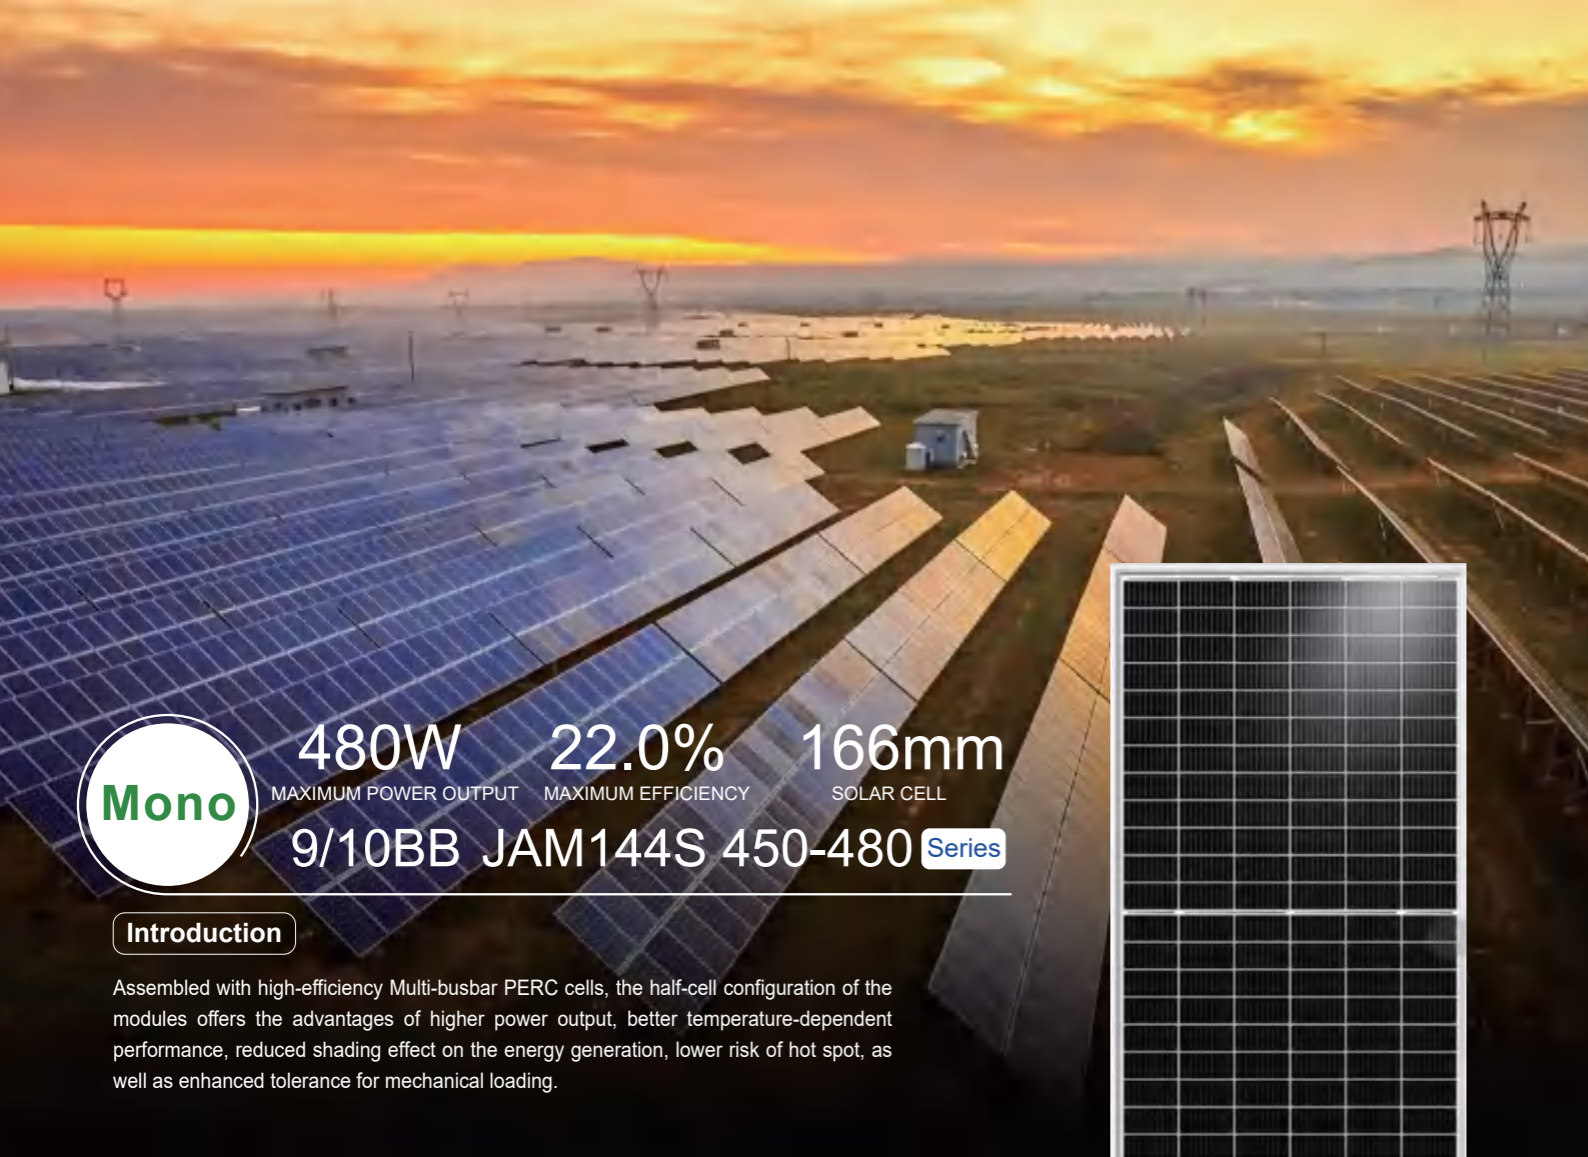 Mono
480W 22.0% 166mm
MAXIMUM POWER OUTPUT MAXIMUM EFFICIENCY SOLAR CELL
9/10BB JAM144S 450-480 Series
Introduction
Assembled with high-efficiency Multi-busbar PERC cells, the half-cell configuration of the
modules offers the advantages of higher power output, better temperature-dependent
performance, reduced shading effect on the energy generation, lower risk of hot spot, as
well as enhanced tolerance for mechanical loading.